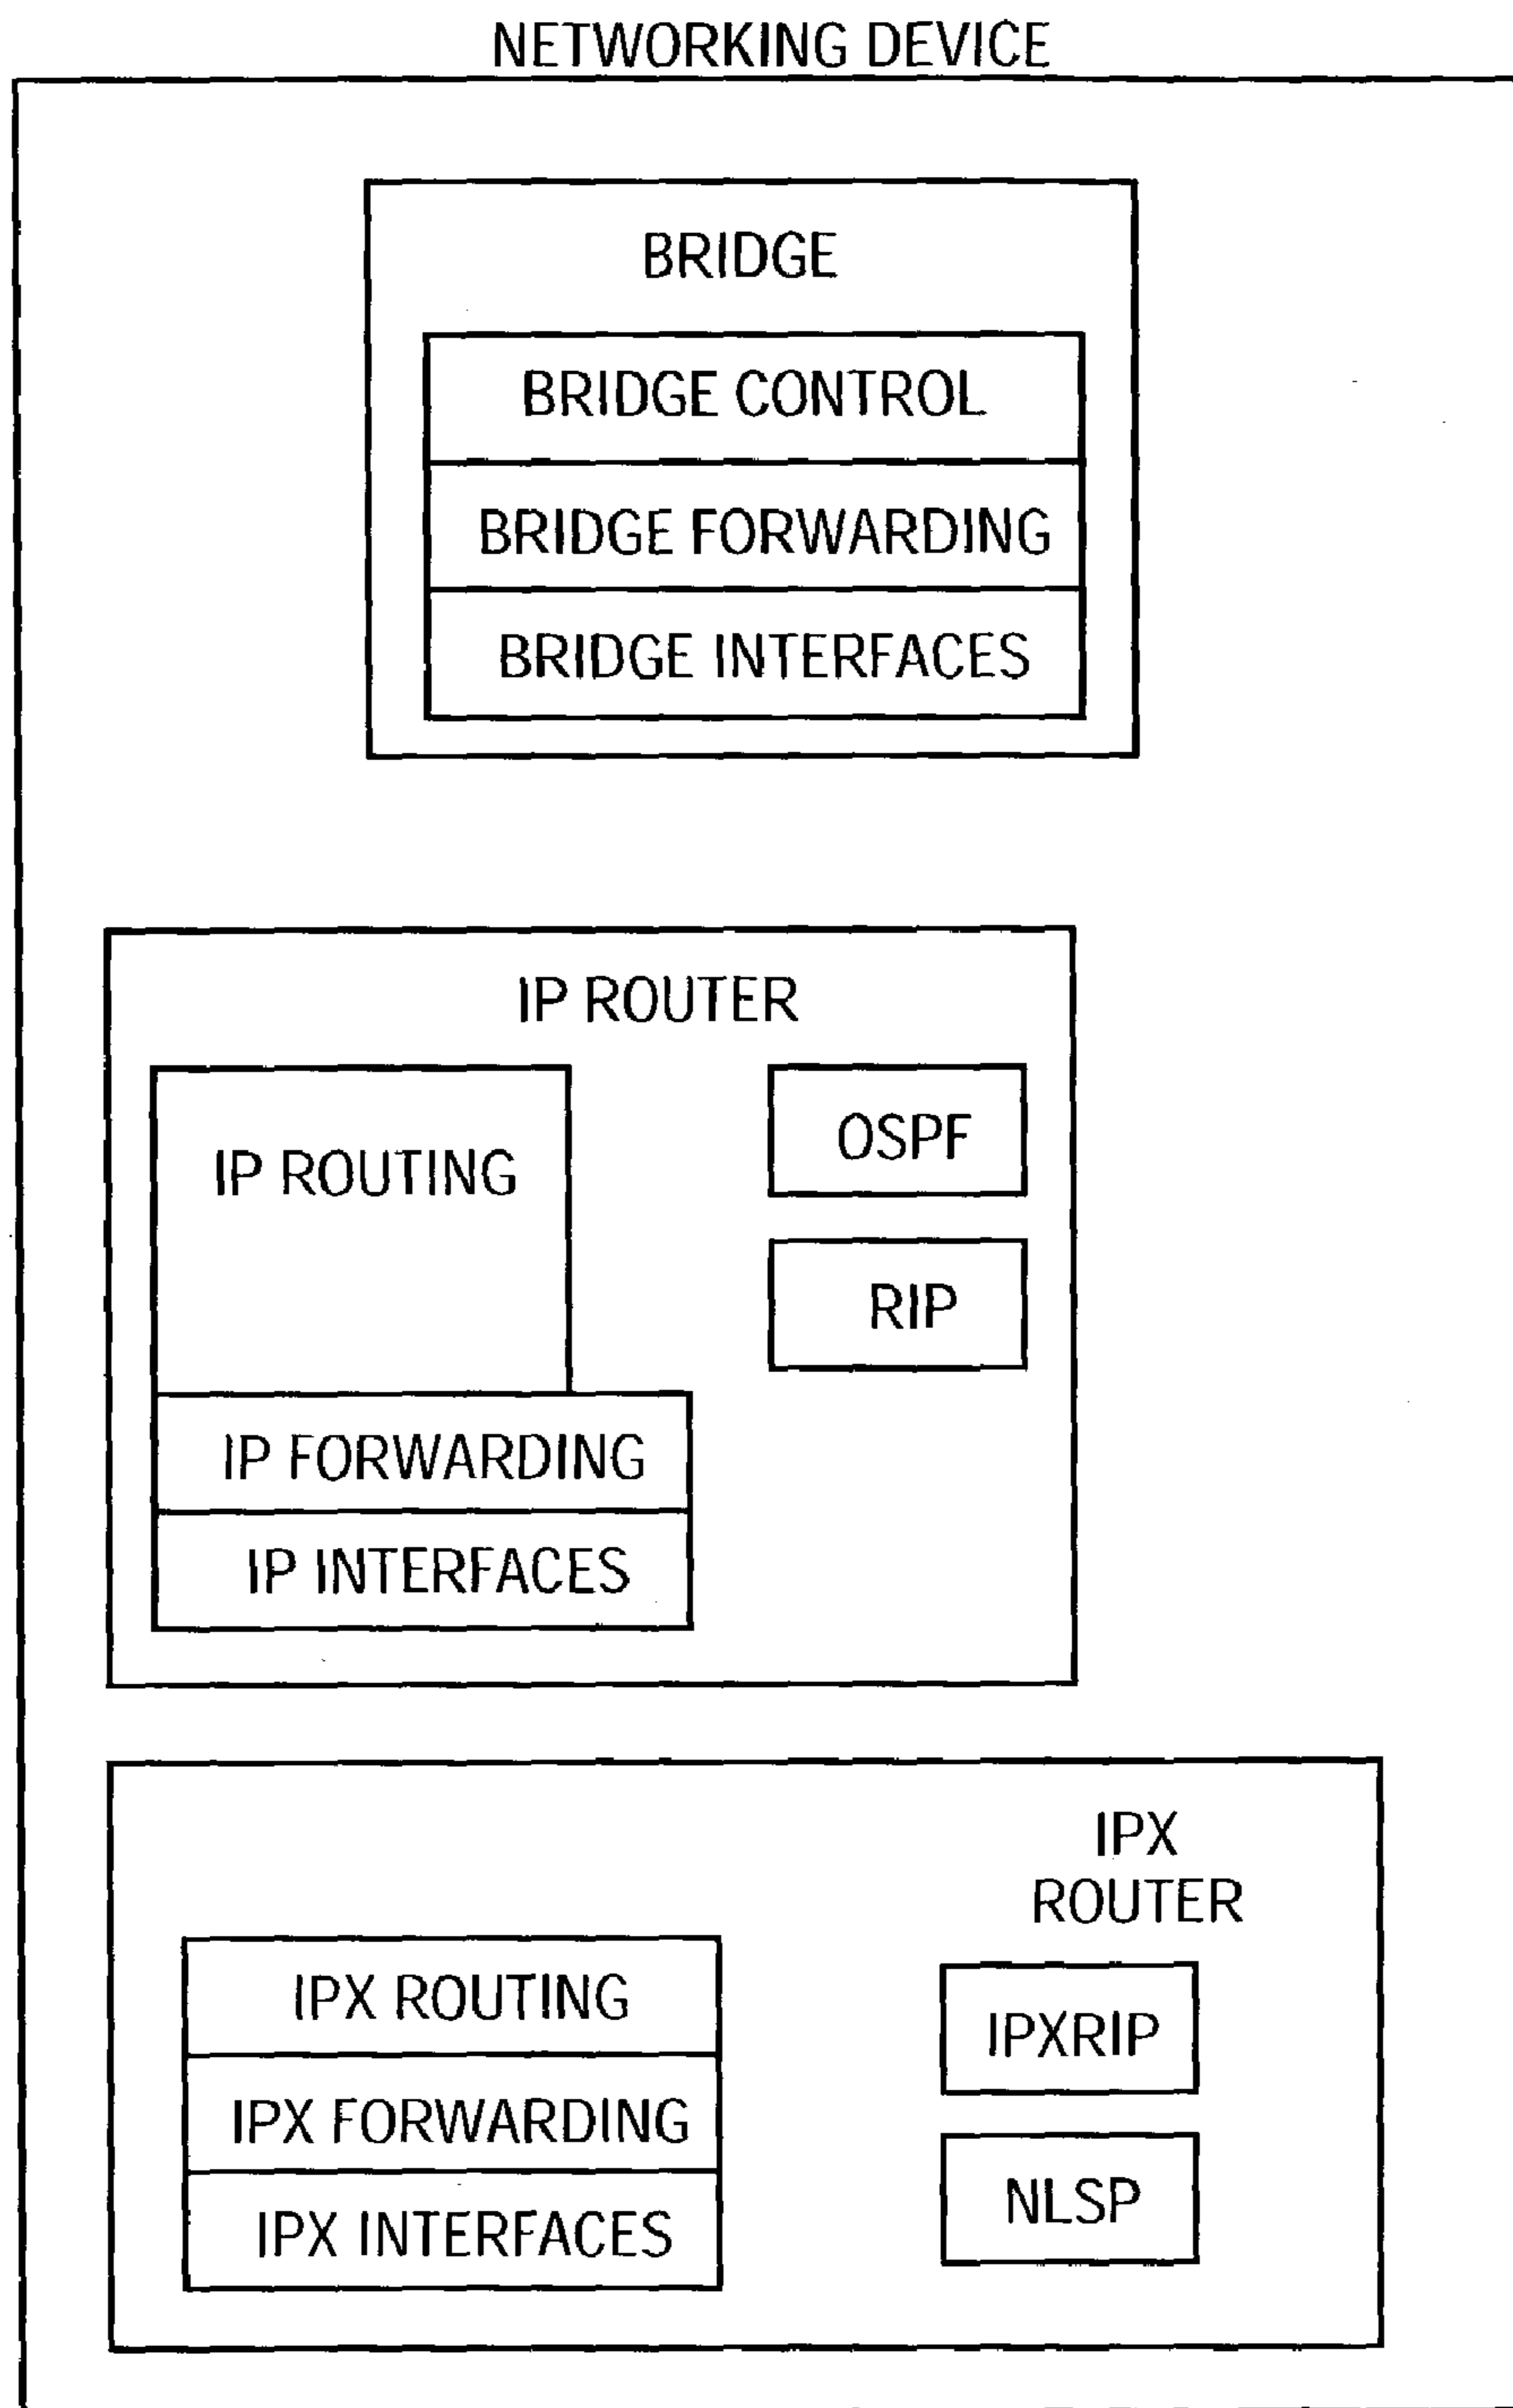 NETWORKING DEVICE
BRIDGE
BRIDGE CONTROL
BRIDGE FORWARDING
BRIDGE INTERFACES
IP ROUTER
IP ROUTING
OSPF
RIP
IP FORWARDING
IP INTERFACES
IPX
ROUTER
IPX ROUTING
IPX FORWARDING
IPX INTERFACES
IPXRIP
NLSP